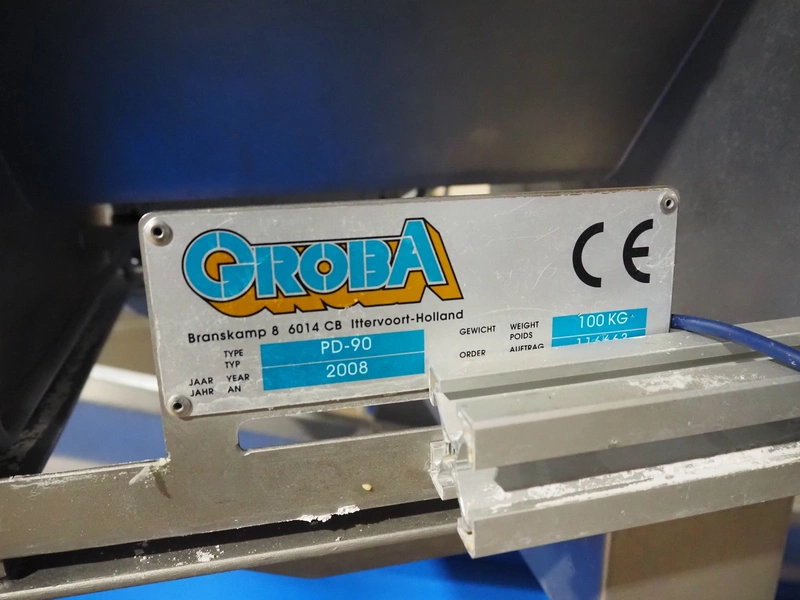 GROBA
CE
Branskamp 8 6014 CB Ittervoort-Holland
TYPE
TYP
PD-90
JAAR YEAR
JAHR AN
2008
GEWICHT WEIGHT
POIDS
100 KG
ORDER AUFTRAG